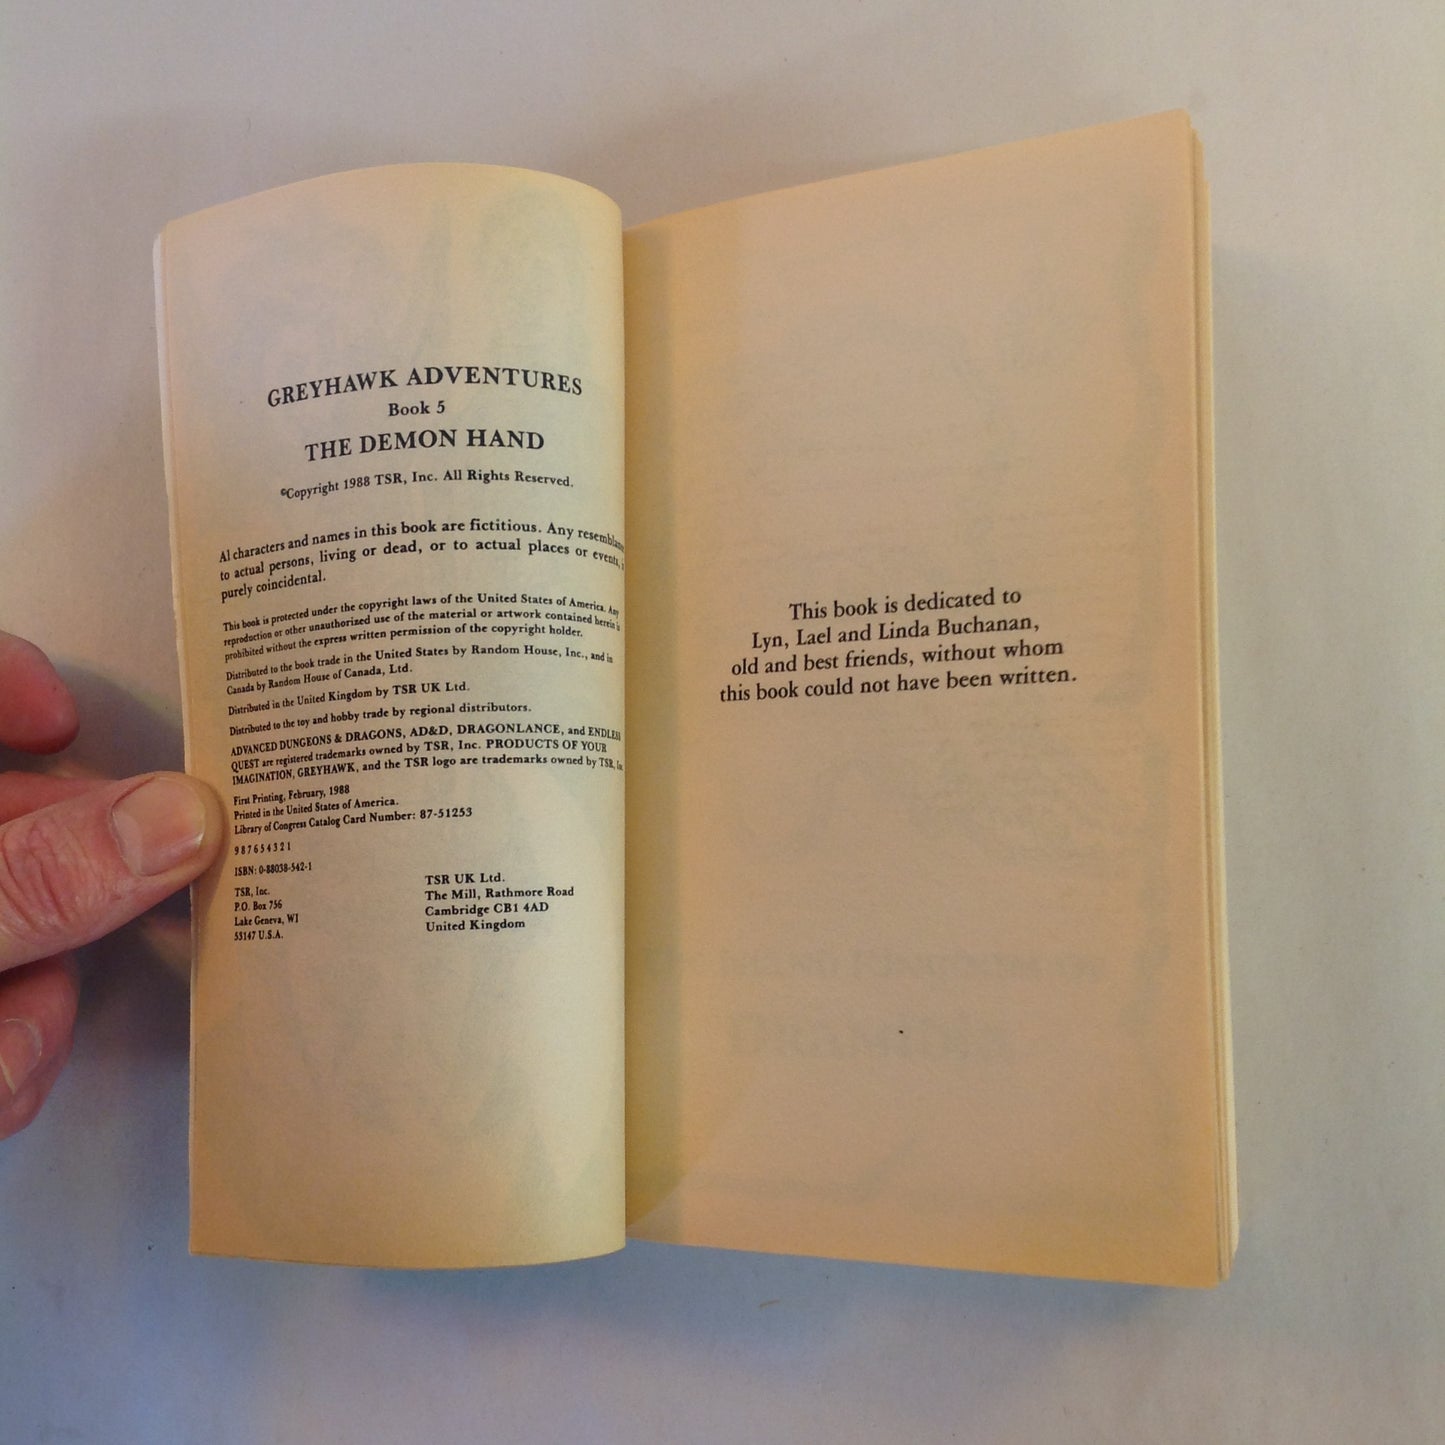 GREYHAWK ADVENTURES
Book 5
THE DEMON HAND
©Copyright 1988 TSR, Inc. All Rights Reserved.
Al characters and names in this book are fictitious. Any
to actual persons, living or dead, or to actual places or events,
purely coincidental.
This book is protected under the copyright laws of the United States of America. Any
reproduction or other unauthorized use of the material or artwork contained herein is
prohibited without the express written permission of the copyright holder.
Distributed to the book trade in the United States by Random House, Inc., and in
Canada by Random House of Canada, Ltd.
Distributed in the United Kingdom by TSR UK Ltd.
Distributed to the toy and hobby trade by regional distributors.
ADVANCED DUNGEONS & DRAGONS, AD&D, DRAGONLANCE, and ENDLESS
QUEST are registered trademarks owned by TSR, Inc. PRODUCTS OF YOUR
IMAGINATION, GREYHAWK, and the TSR logo are trademarks owned by TSR, Inc.
First Printing, February, 1988
Printed in the United States of America.
Library of Congress Catalog Card Number: 87-51253
9 8 7 6 5 4 3 2 1
ISBN: 0-88038-542-1
TSR, Inc.
P.O. Box 756
Lake Geneva, WI
53147 U.S.A.
TSR UK Ltd.
The Mill, Rathmore Road
Cambridge CB1 4AD
United Kingdom
This book is dedicated to
Lyn, Lael and Linda Buchanan,
old and best friends, without whom
this book could not have been written.